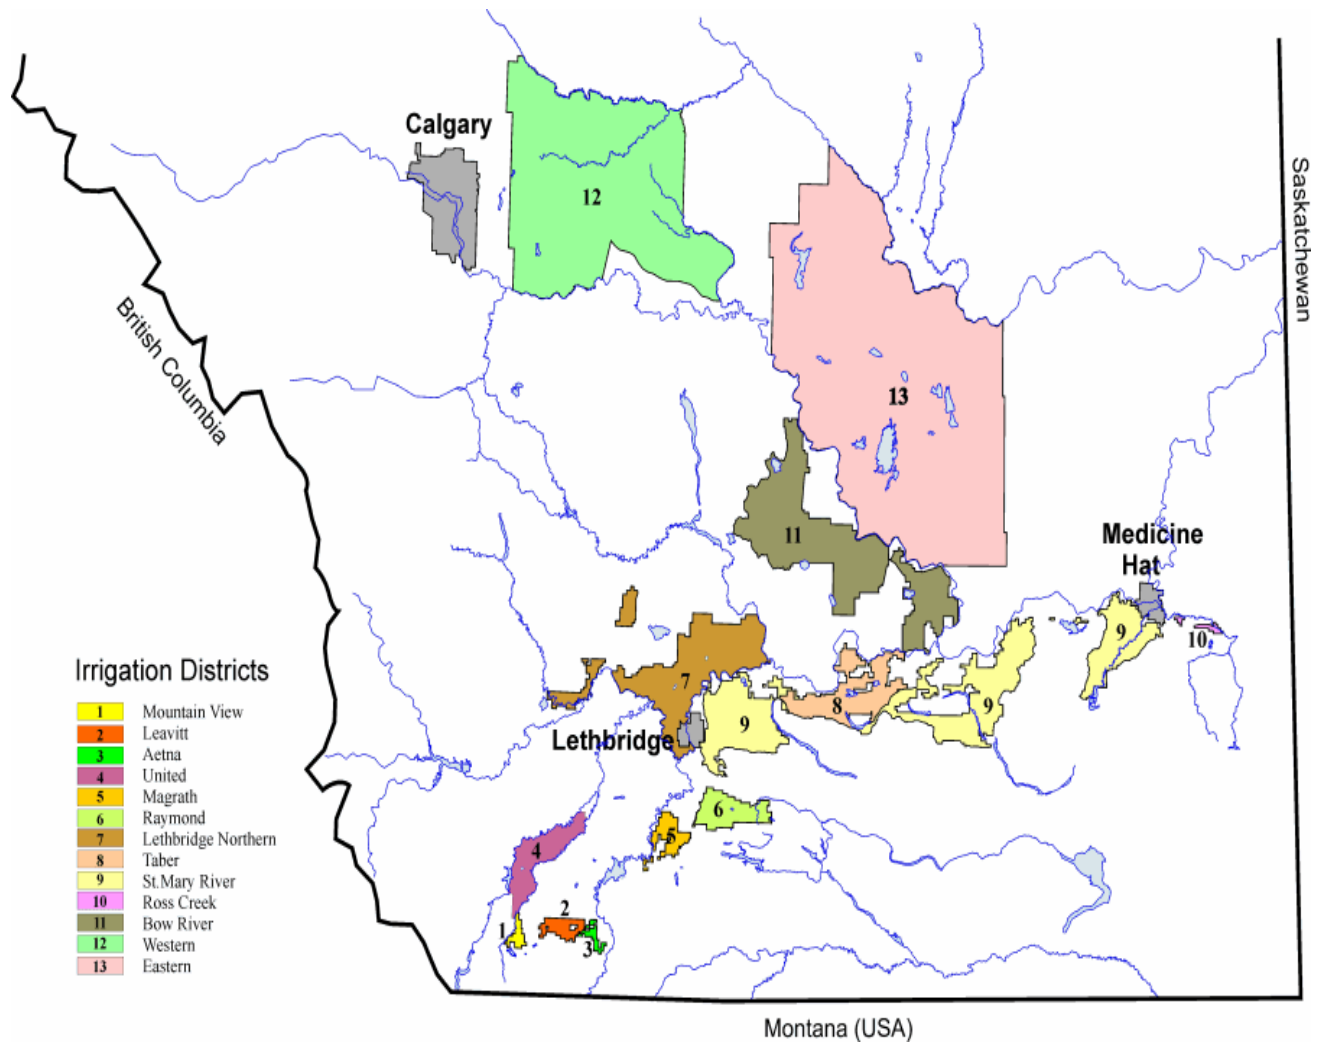 Calgary
12
Saskatchewan
British Columbia
13
Medicine
Hat
11
9
10
7
8
9
9
Lethbridge
6
5
4
2
1
3
Irrigation Districts
1 Mountain View
2 Leavitt
3 Aetna
4 United
5 Magrath
6 Raymond
7 Lethbridge Northern
8 Taber
9 St.Mary River
10 Ross Creek
11 Bow River
12 Western
13 Eastern
Montana (USA)